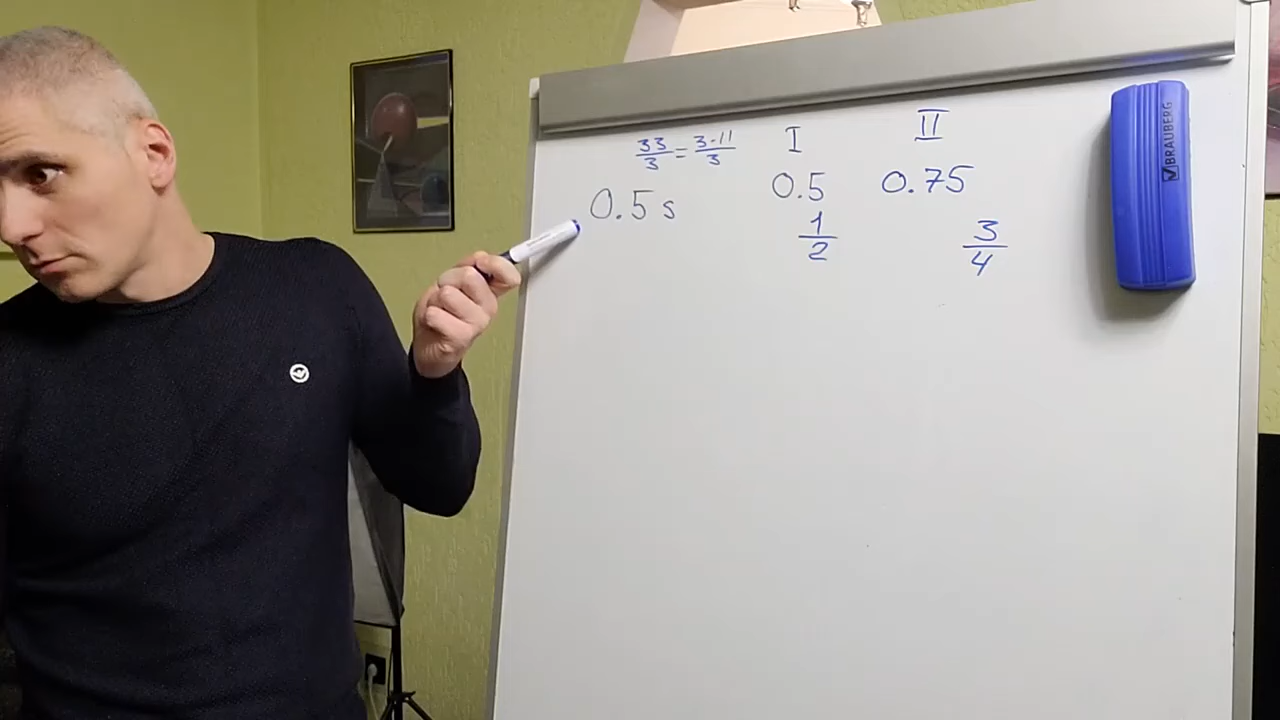 33/3 = 3·11/3
I II
0.5 s 0.5 0.75
1/2 3/4
BRAUBERG